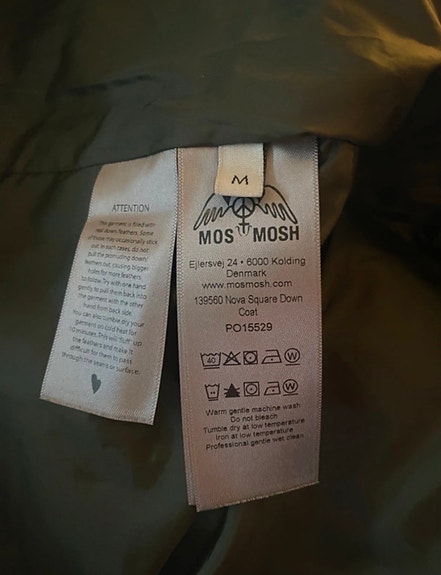 M
MOS MOSH
Ejlersvej 24 • 6000 Kolding
Denmark
www.mosmosh.com
139560 Nova Square Down
Coat
PO15529
40
W
W
Warm gentle machine wash
Do not bleach
Tumble dry at low temperature
Iron at low temperature
Professional gentle wet clean
ATTENTION
This garment is filled with
real down/feathers. Some
of those may occasionally stick
out. In such cases, do not
pull the protruding down/
feathers out, causing bigger
holes for more feathers
to follow. Try with one hand
gently to pull them back into
the garment with the other
hand from back side.
You can also tumble dry your
garment on cold heat for
10 minutes. This will 'fluff' up
the feathers and make it
difficult for them to pass
through the seams or surface.